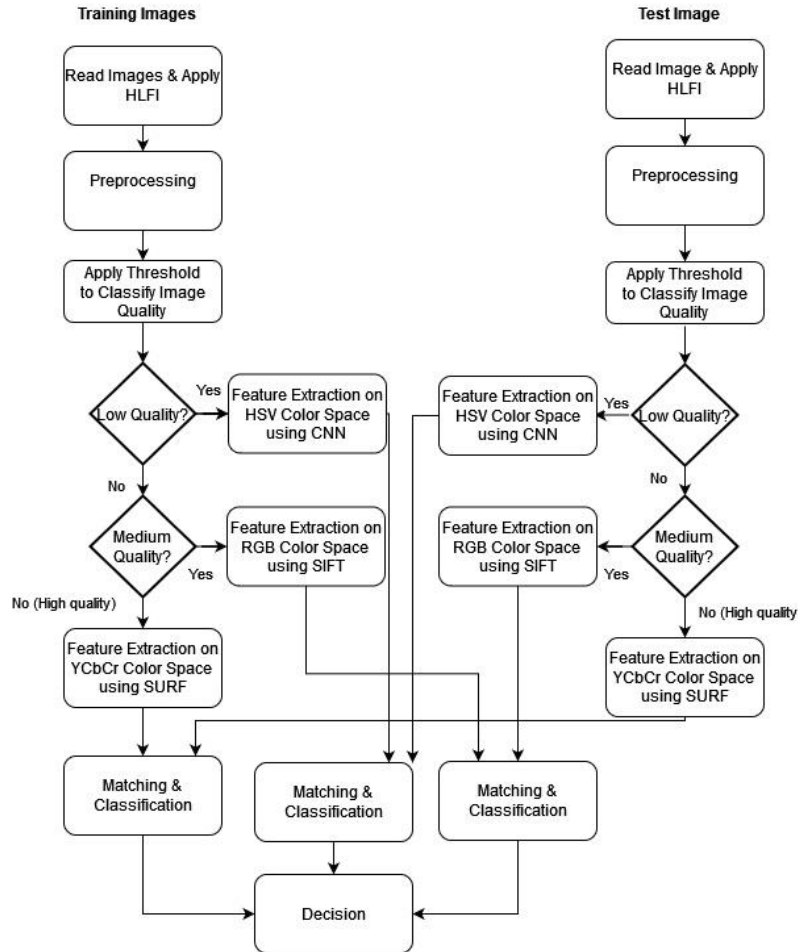 Training Images
Test Image
Read Images & Apply
HLFI
Read Image & Apply
HLFI
Preprocessing
Preprocessing
Apply Threshold
to Classify Image
Quality
Apply Threshold
to Classify Image
Quality
Low Quality?
Yes
Feature Extraction on
HSV Color Space
using CNN
Feature Extraction on
HSV Color Space
using CNN
Yes
Low Quality?
No
No
Medium
Quality?
Yes
Feature Extraction on
RGB Color Space
using SIFT
Feature Extraction on
RGB Color Space
using SIFT
Yes
Medium
Quality?
No (High quality)
No (High quality
Feature Extraction on
YCbCr Color Space
using SURF
Feature Extraction on
YCbCr Color Space
using SURF
Matching &
Classification
Matching &
Classification
Matching &
Classification
Decision